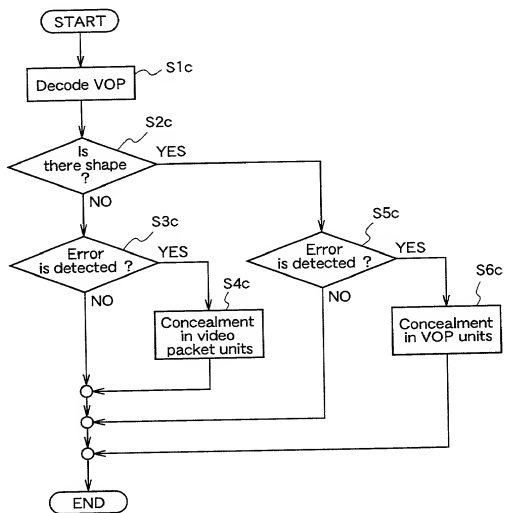 START
S1c
Decode VOP
S2c
Is
there shape
?
YES
NO
S3c
Error
is detected ?
YES
NO
S4c
Concealment
in video
packet units
S5c
Error
is detected ?
YES
NO
S6c
Concealment
in VOP units
END